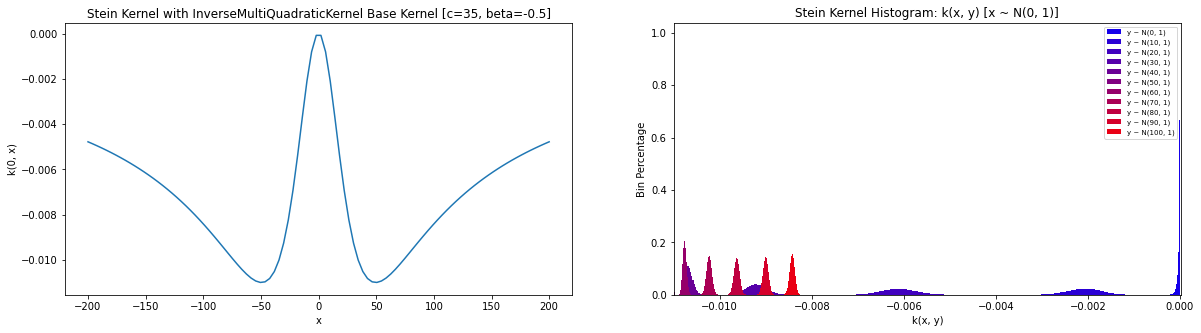 Stein Kernel with InverseMultiQuadraticKernel Base Kernel [c=35, beta=-0.5]
0.000
−0.002
−0.004
−0.006
−0.008
−0.010
k(0, x)
−200
−150
−100
−50
0
50
100
150
200
x
Stein Kernel Histogram: k(x, y) [x ~ N(0, 1)]
1.0
0.8
0.6
0.4
0.2
0.0
Bin Percentage
y ~ N(0, 1)
y ~ N(10, 1)
y ~ N(20, 1)
y ~ N(30, 1)
y ~ N(40, 1)
y ~ N(50, 1)
y ~ N(60, 1)
y ~ N(70, 1)
y ~ N(80, 1)
y ~ N(90, 1)
y ~ N(100, 1)
−0.010
−0.008
−0.006
−0.004
−0.002
0.000
k(x, y)